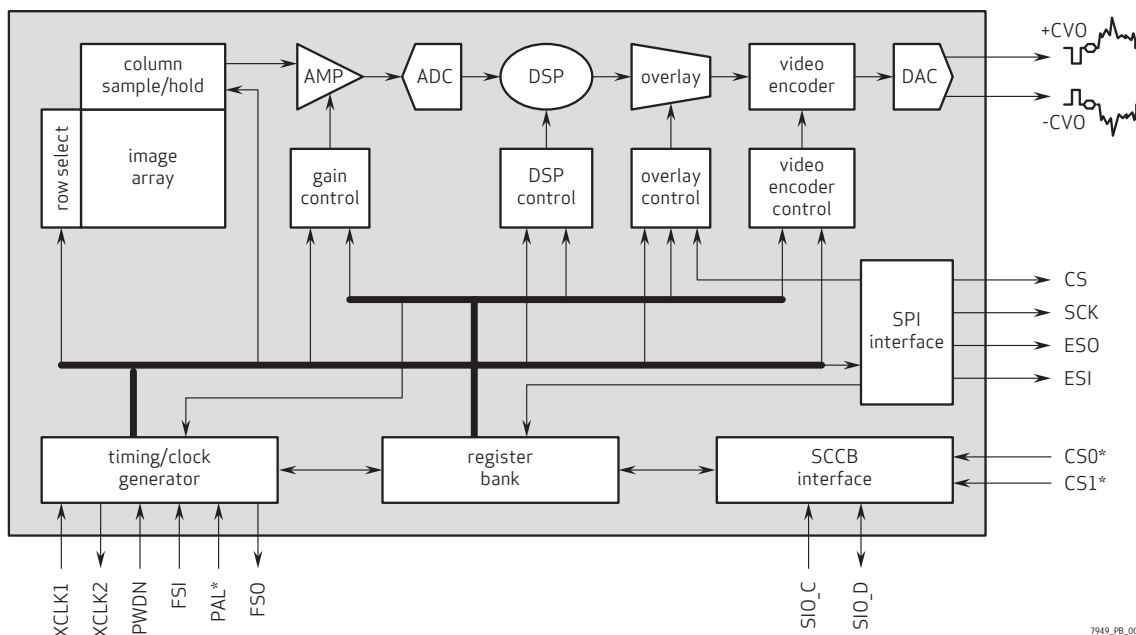 column
sample/hold
AMP
ADC
DSP
overlay
video
encoder
DAC
+CVO
-CVO
row select
image
array
gain
control
DSP
control
overlay
control
video
encoder
control
SPI
interface
CS
SCK
ESO
ESI
timing/clock
generator
register
bank
SCCB
interface
CS0*
CS1*
XCLK1
XCLK2
PWDN
FSI
PAL*
FSO
SIO_C
SIO_D